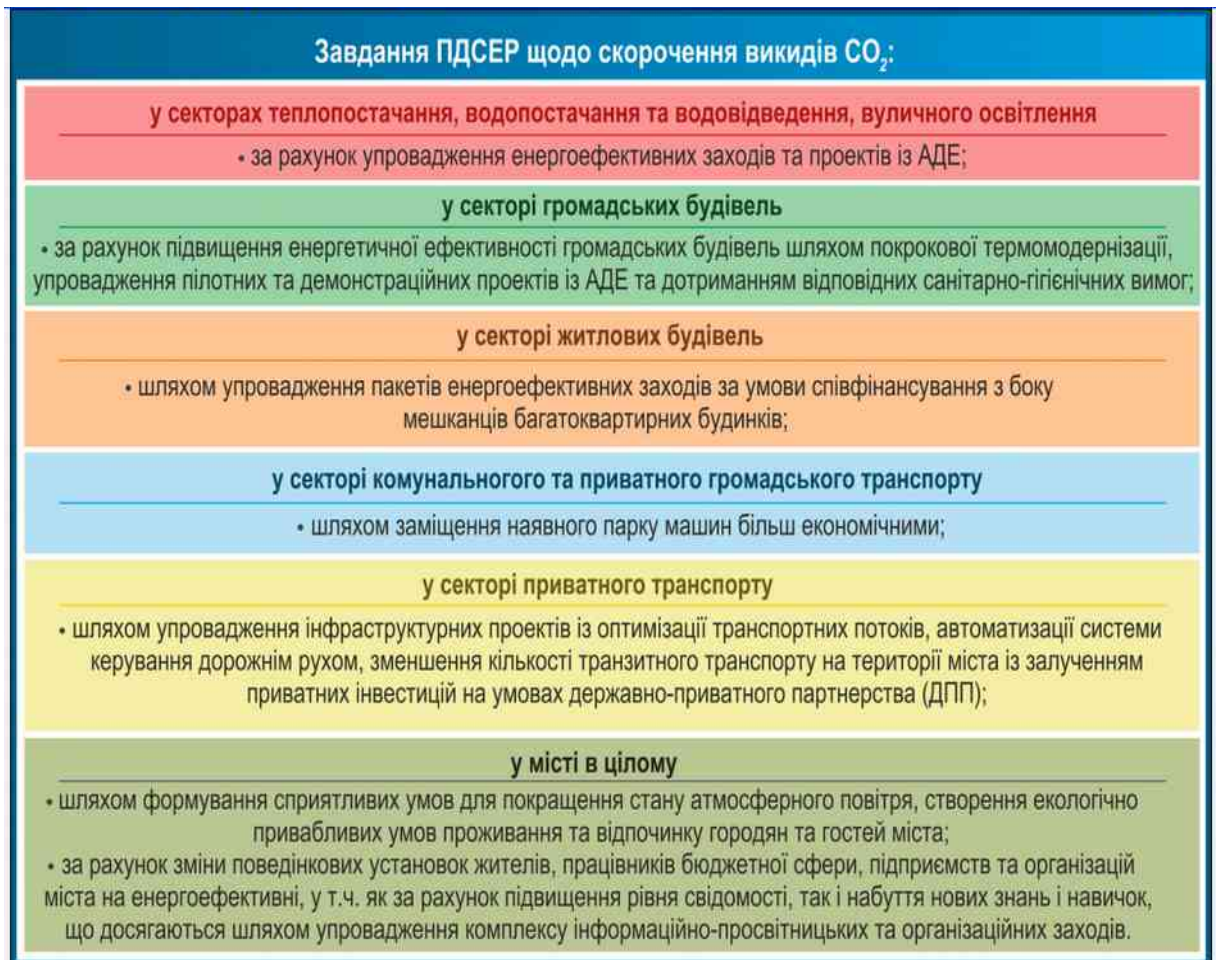 Завдання ПДСЕР щодо скорочення викидів CO₂:
у секторах теплопостачання, водопостачання та водовідведення, вуличного освітлення
• за рахунок упровадження енергоефективних заходів та проектів із АДЕ;
у секторі громадських будівель
• за рахунок підвищення енергетичної ефективності громадських будівель шляхом покрокової термомодернізації,
упровадження пілотних та демонстраційних проектів із АДЕ та дотриманням відповідних санітарно-гігієнічних вимог;
у секторі житлових будівель
• шляхом упровадження пакетів енергоефективних заходів за умови співфінансування з боку
мешканців багатоквартирних будинків;
у секторі комунального та приватного громадського транспорту
• шляхом заміщення наявного парку машин більш економічними;
у секторі приватного транспорту
• шляхом упровадження інфраструктурних проектів із оптимізації транспортних потоків, автоматизації системи
керування дорожнім рухом, зменшення кількості транзитного транспорту на території міста із залученням
приватних інвестицій на умовах державно-приватного партнерства (ДПП);
у місті в цілому
• шляхом формування сприятливих умов для покращення стану атмосферного повітря, створення екологічно
привабливих умов проживання та відпочинку городян та гостей міста;
• за рахунок зміни поведінкових установок жителів, працівників бюджетної сфери, підприємств та організацій
міста на енергоефективні, у т.ч. як за рахунок підвищення рівня свідомості, так і набуття нових знань і навичок,
що досягаються шляхом упровадження комплексу інформаційно-просвітницьких та організаційних заходів.